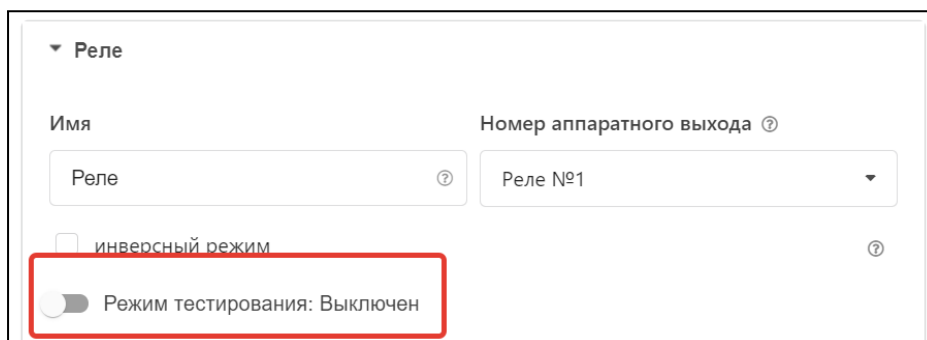 Реле
Имя
Номер аппаратного выхода
Реле
Реле №1
инверсный режим
Режим тестирования: Выключен